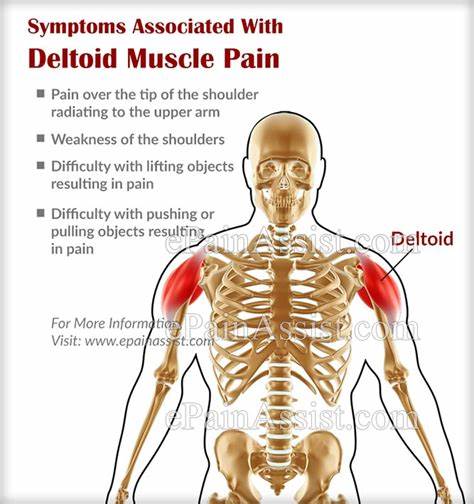 Symptoms Associated With
Deltoid Muscle Pain
Pain over the tip of the shoulder
radiating to the upper arm
Weakness of the shoulders
Difficulty with lifting objects
resulting in pain
Difficulty with pushing or
pulling objects resulting
in pain
ePainAssist.com
Deltoid
For More Information
Visit: www.epainassist.com
ePainAssist.com
ePainAssist.com